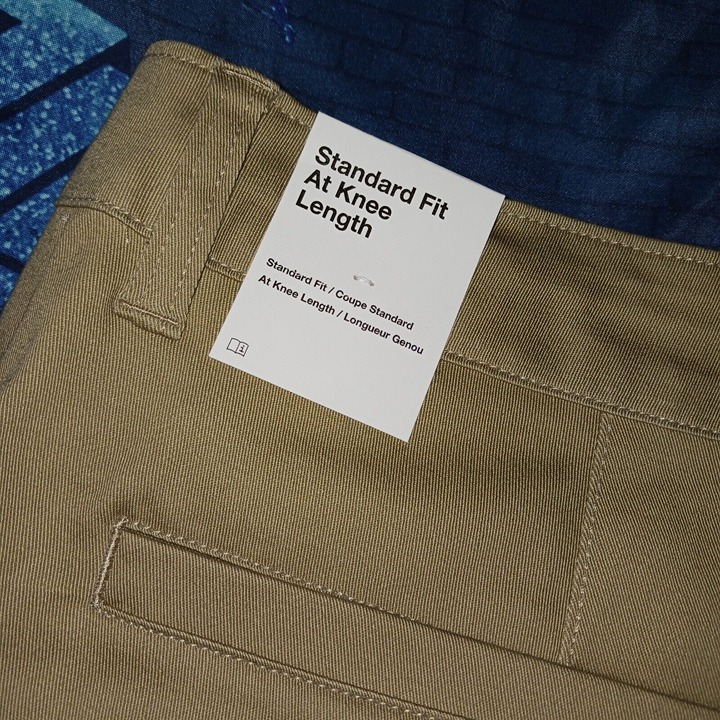 Standard Fit
At Knee
Length
Standard Fit / Coupe Standard
At Knee Length / Longueur Genou